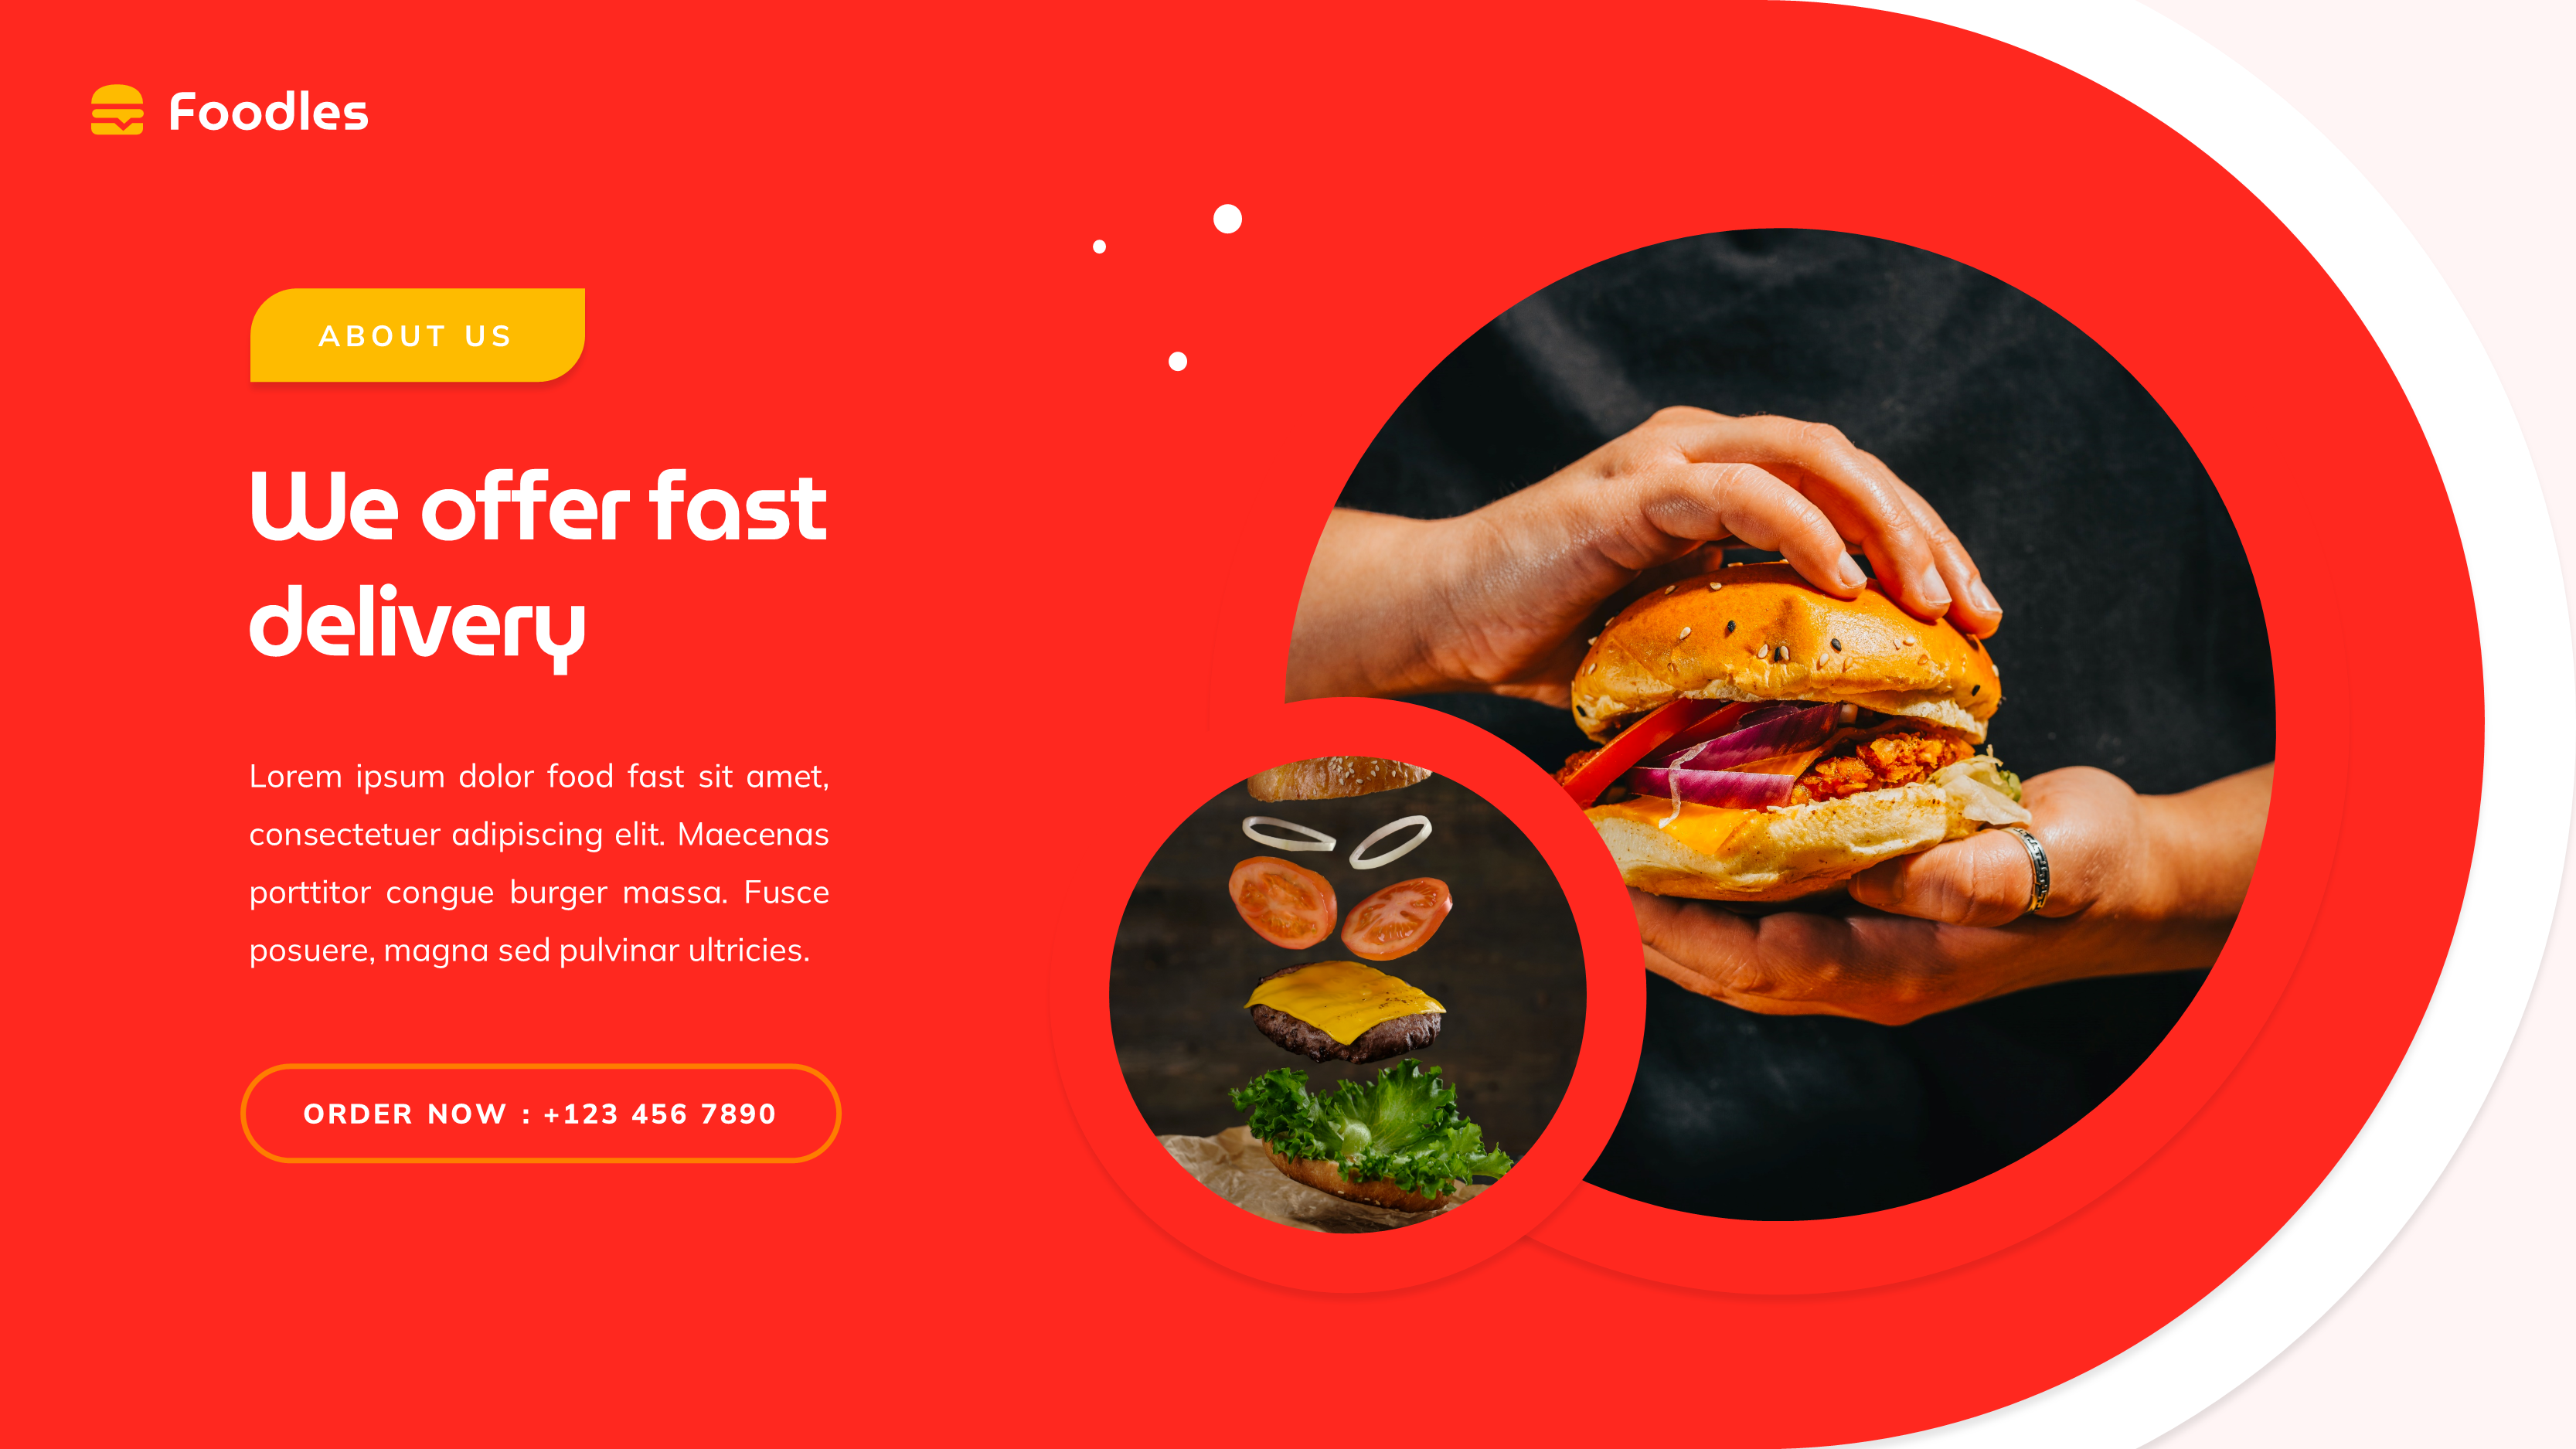 Foodles
ABOUT US
We offer fast
delivery
Lorem ipsum dolor food fast sit amet,
consectetuer adipiscing elit. Maecenas
porttitor congue burger massa. Fusce
posuere, magna sed pulvinar ultricies.
ORDER NOW : +123 456 7890